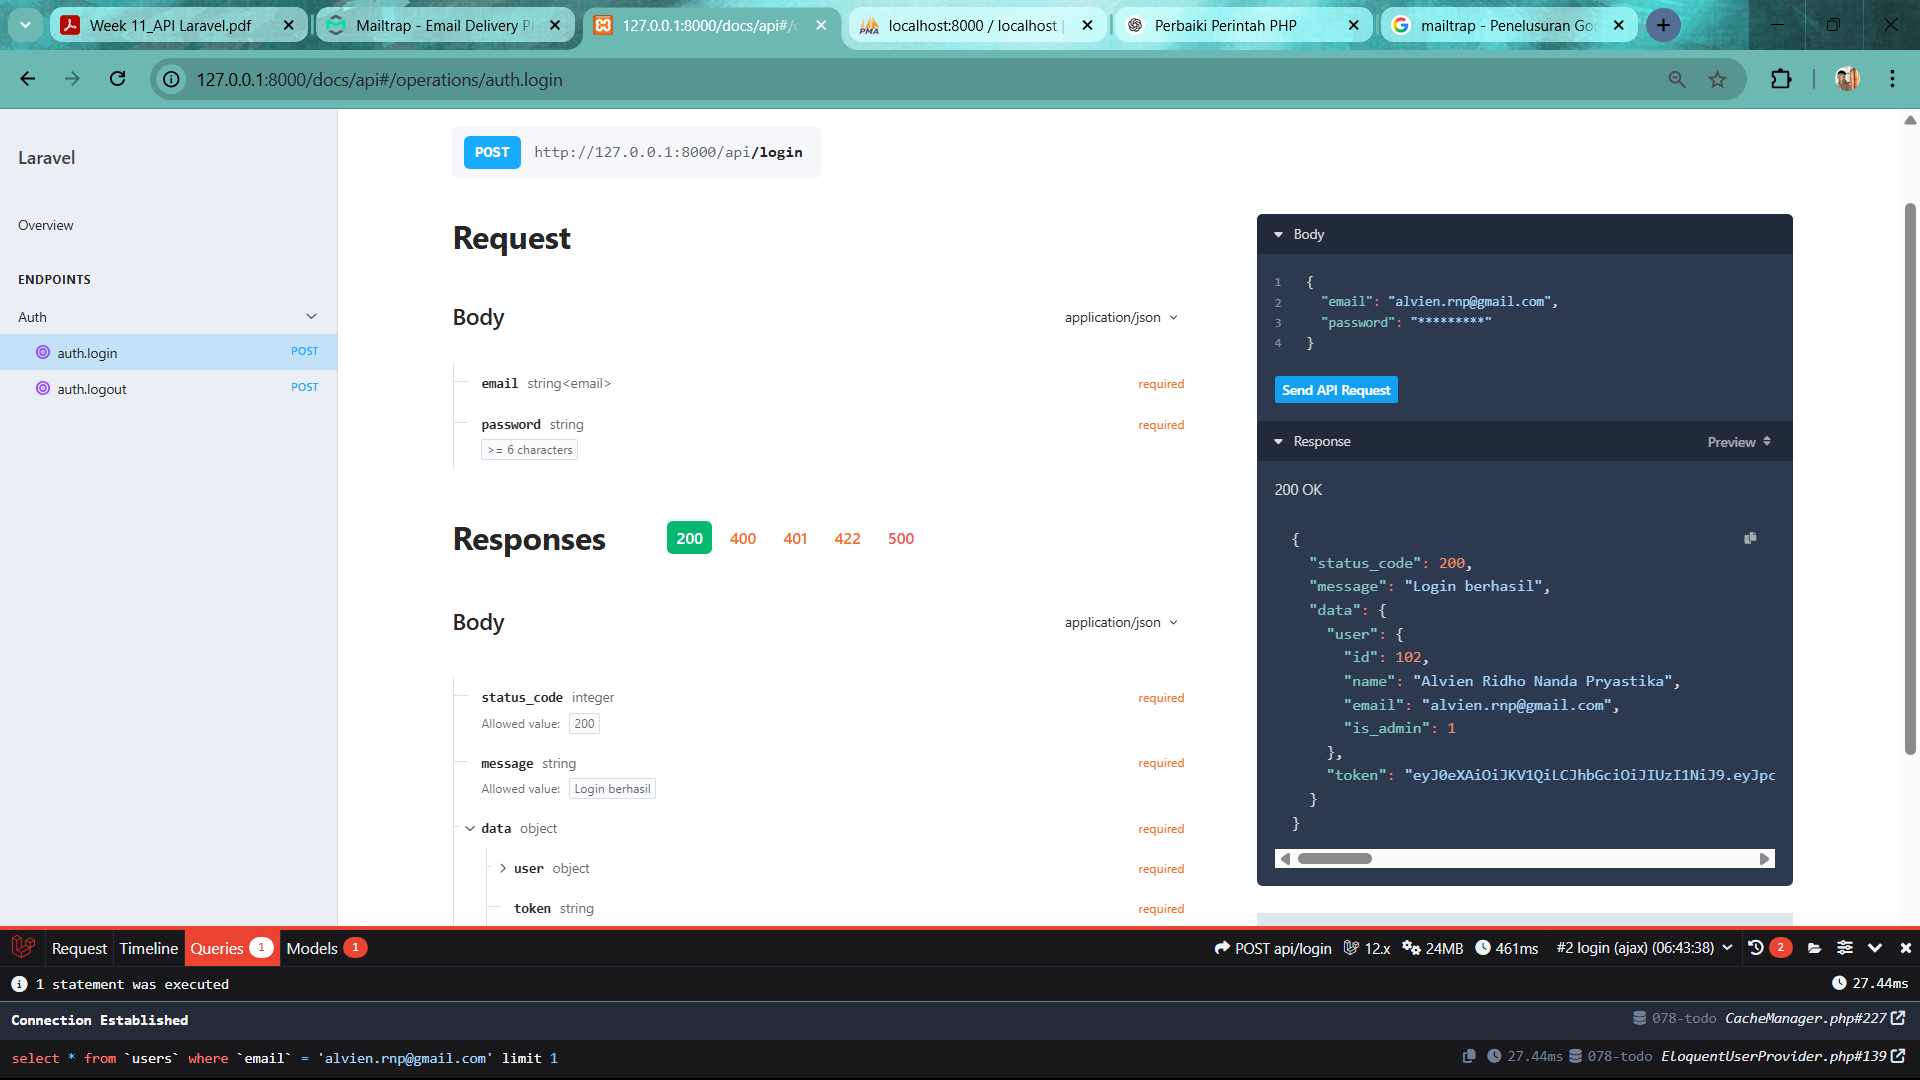 Week 11_API Laravel.pdf
Mailtrap - Email Delivery Pl
127.0.0.1:8000/docs/api#/o
localhost:8000 / localhost |
Perbaiki Perintah PHP
mailtrap - Penelusuran Goo
127.0.0.1:8000/docs/api#/operations/auth.login
Laravel
Overview
ENDPOINTS
Auth
auth.login POST
auth.logout POST
POST http://127.0.0.1:8000/api/login
Request
Body application/json
email string<email> required
password string required
>= 6 characters
Responses 200 400 401 422 500
Body application/json
status_code integer required
Allowed value: 200
message string required
Allowed value: Login berhasil
data object required
user object required
token string required
Body
1 {
2 "email": "alvien.rnp@gmail.com",
3 "password": "*********"
4 }
Send API Request
Response Preview
200 OK
{
"status_code": 200,
"message": "Login berhasil",
"data": {
"user": {
"id": 102,
"name": "Alvien Ridho Nanda Pryastika",
"email": "alvien.rnp@gmail.com",
"is_admin": 1
},
"token": "eyJ0eXAiOiJKV1QiLCJhbGciOiJIUzI1NiJ9.eyJpc
}
}
Request Timeline Queries 1 Models 1 POST api/login 12.x 24MB 461ms #2 login (ajax) (06:43:38) 2
1 statement was executed 27.44ms
Connection Established 078-todo CacheManager.php#227
select * from `users` where `email` = 'alvien.rnp@gmail.com' limit 1 27.44ms 078-todo EloquentUserProvider.php#139